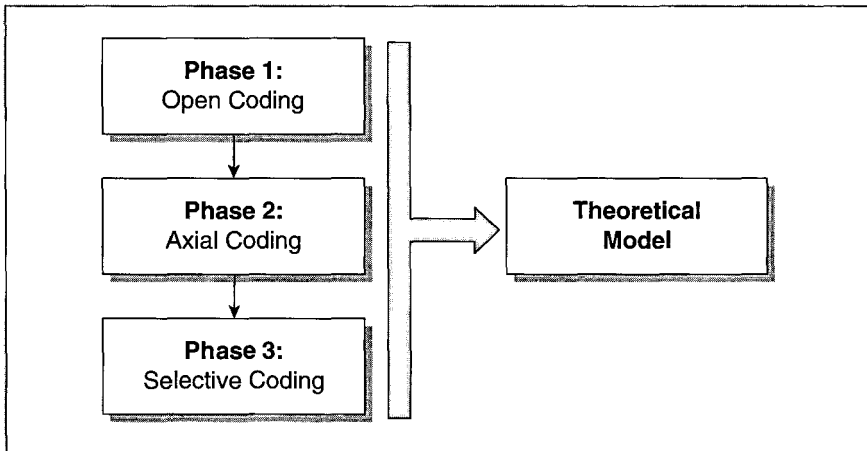 Phase 1:
Open Coding
Phase 2:
Axial Coding
Phase 3:
Selective Coding
Theoretical
Model